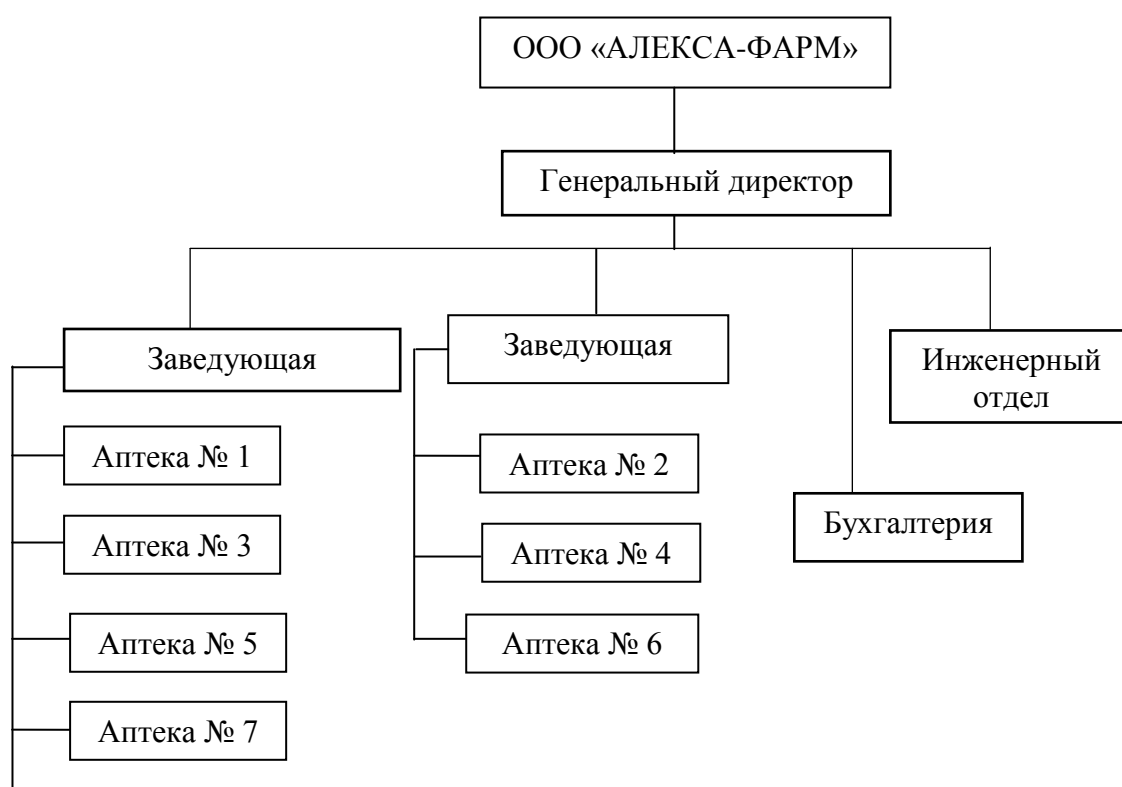 ООО «АЛЕКСА-ФАРМ»
Генеральный директор
Заведующая
Аптека № 1
Аптека № 3
Аптека № 5
Аптека № 7
Заведующая
Аптека № 2
Аптека № 4
Аптека № 6
Бухгалтерия
Инженерный
отдел